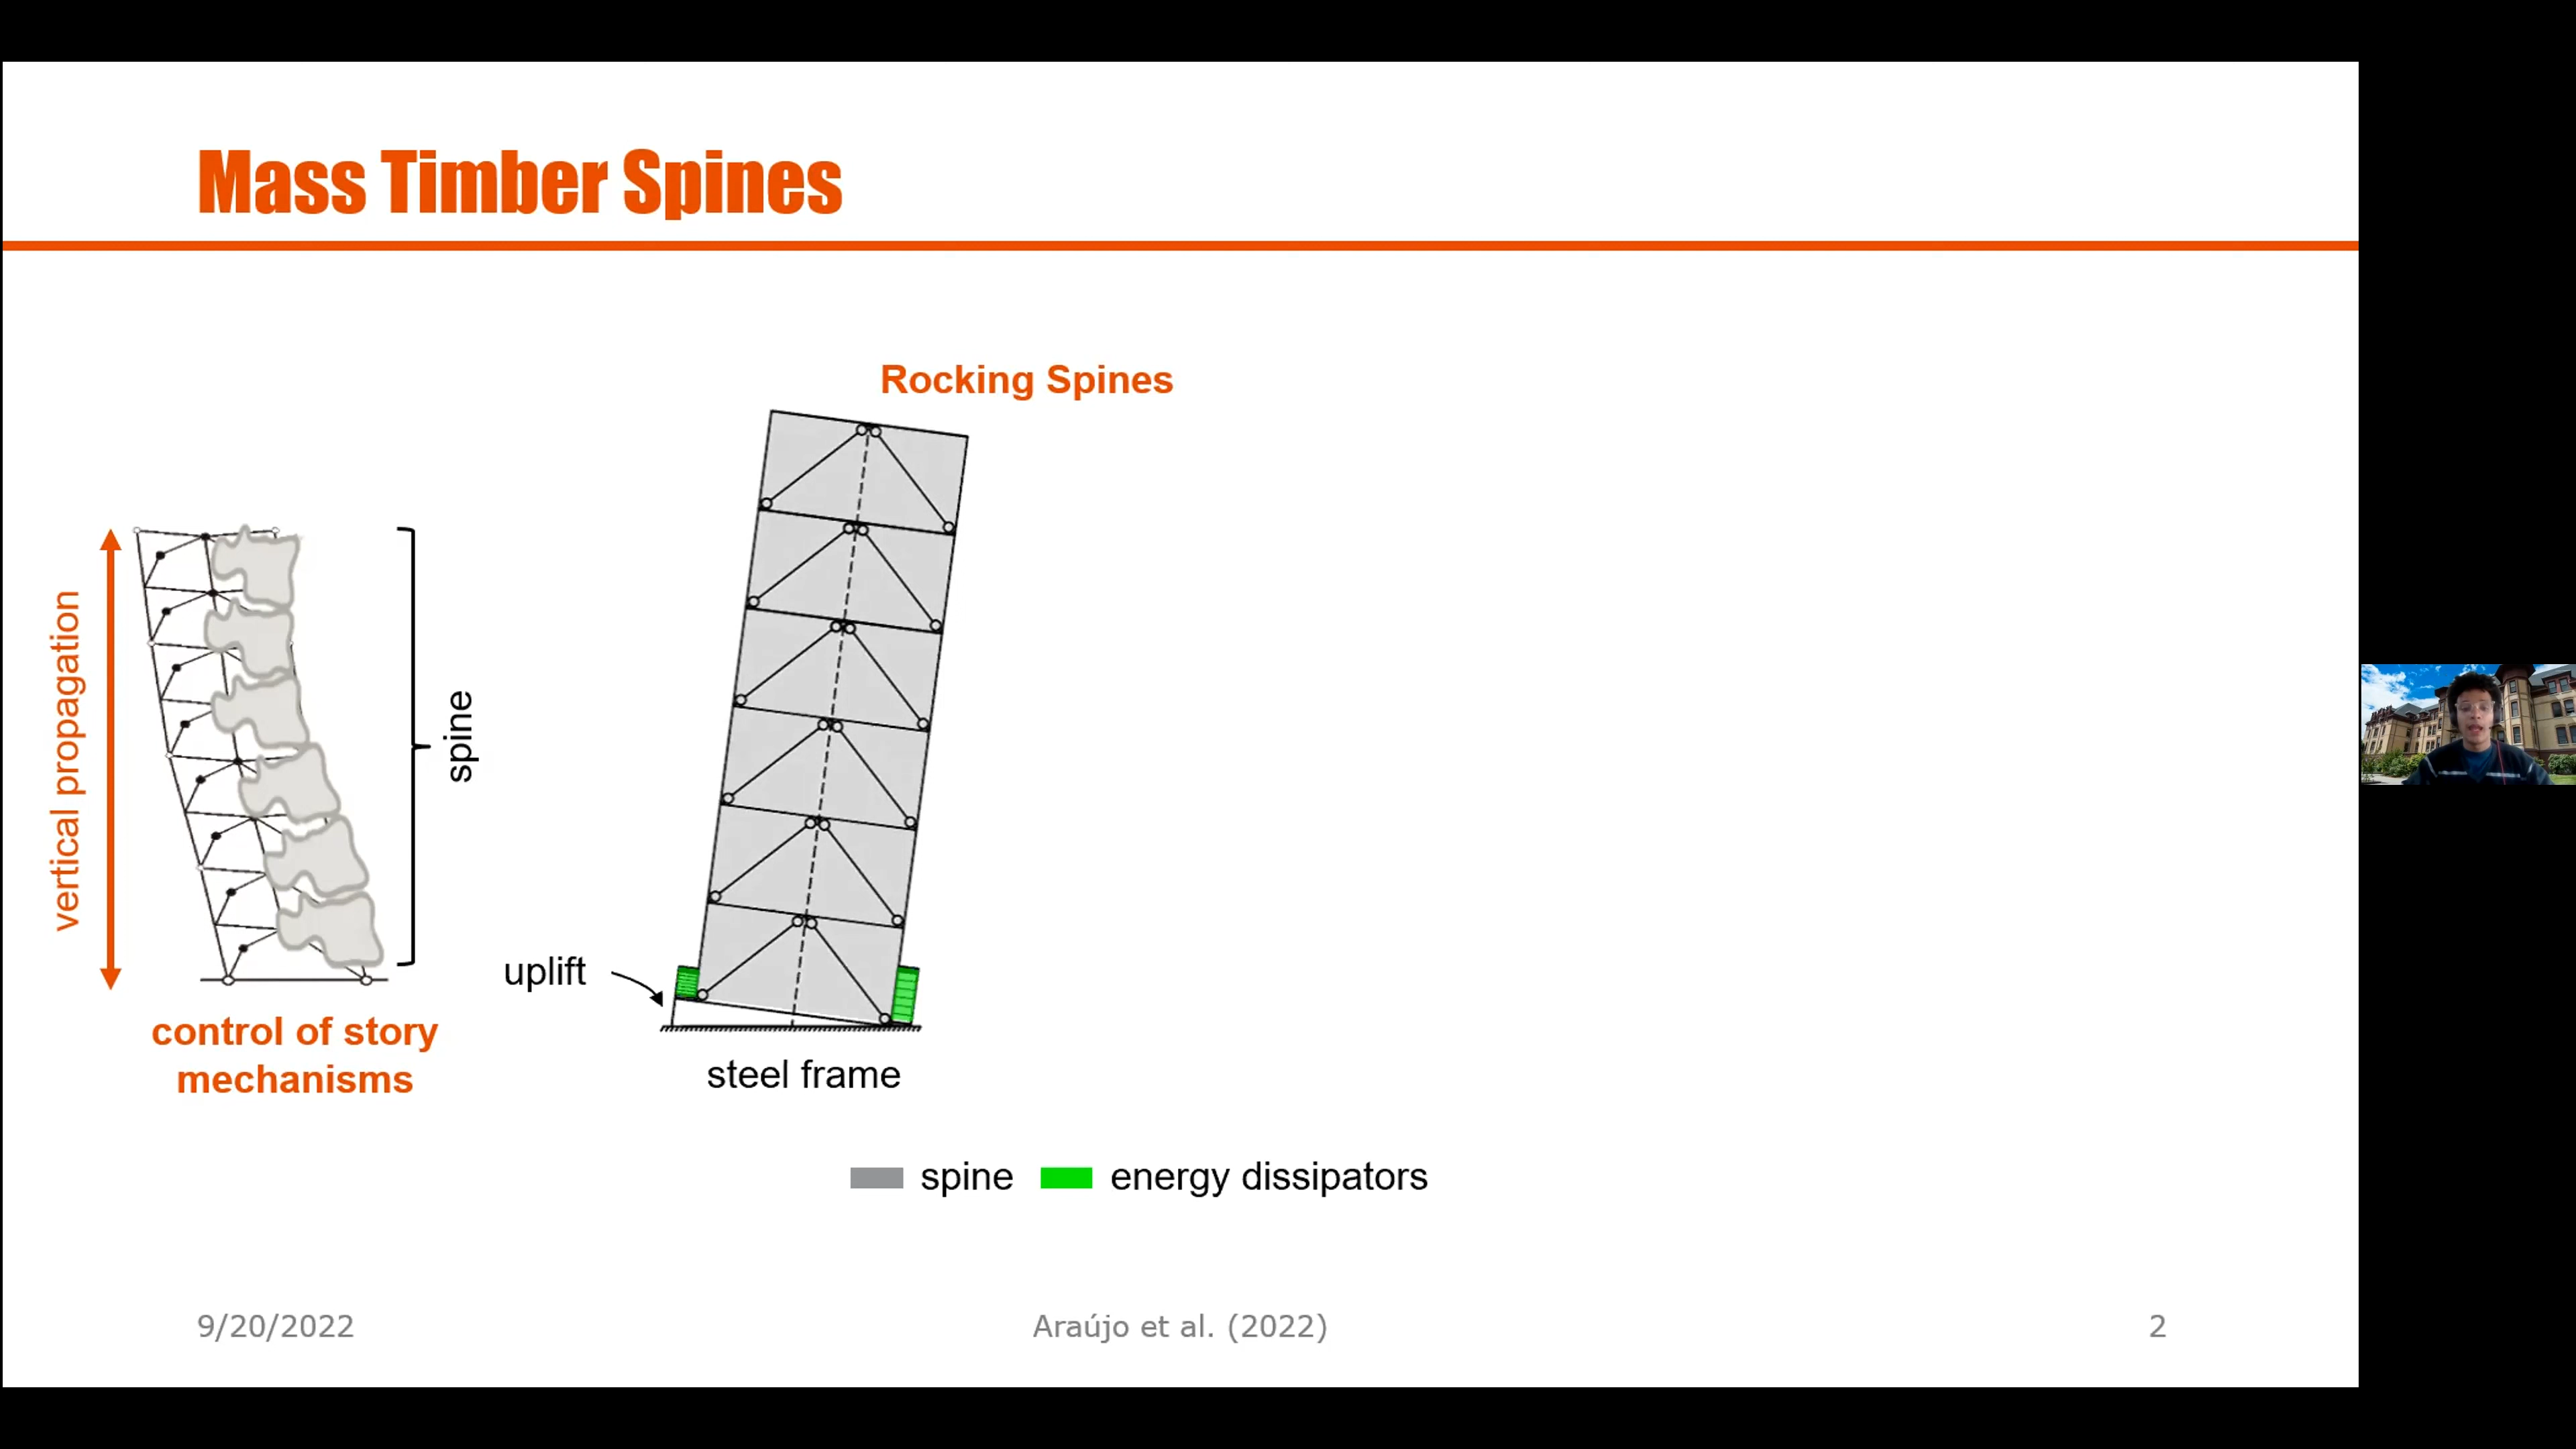 Mass Timber Spines
Rocking Spines
vertical propagation
spine
uplift
control of story
mechanisms
steel frame
spine
energy dissipators
9/20/2022
Araújo et al. (2022)
2